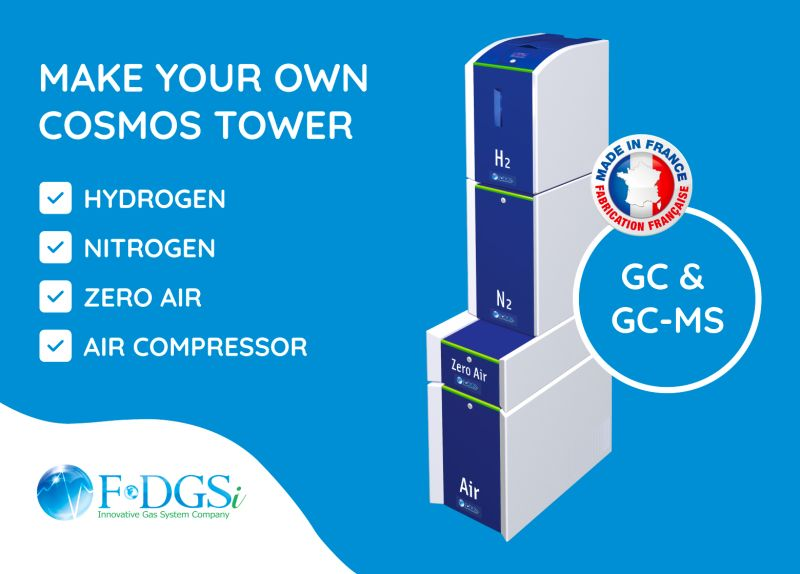 MAKE YOUR OWN
COSMOS TOWER
HYDROGEN
NITROGEN
ZERO AIR
AIR COMPRESSOR
H2
N2
Zero Air
Air
MADE IN FRANCE
FABRICATION FRANÇAISE
GC &
GC-MS
F-DGSi
Innovative Gas System Company